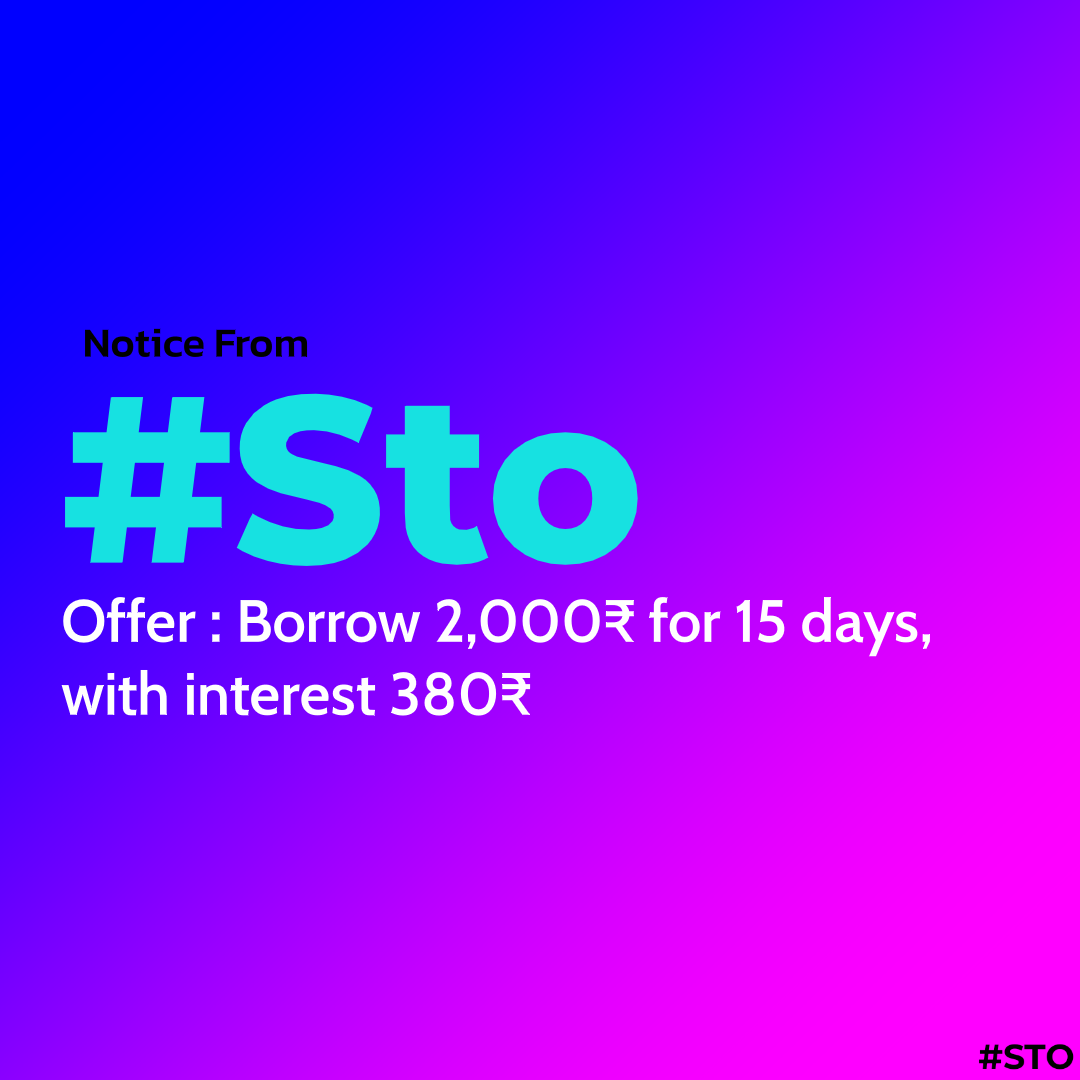 Notice From
#Sto
Offer : Borrow 2,000₹ for 15 days,
with interest 380₹
#STO